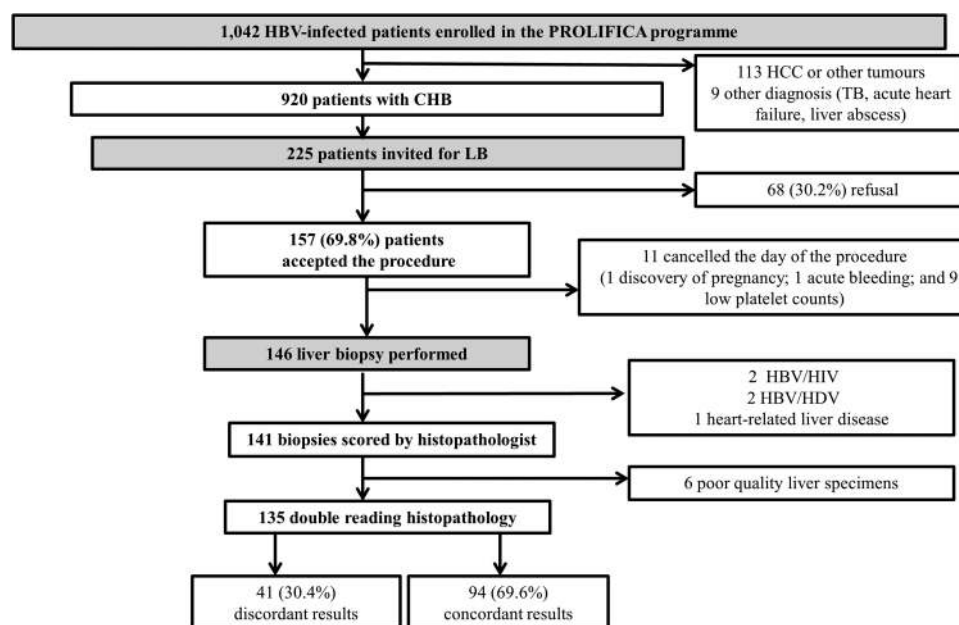 1,042 HBV-infected patients enrolled in the PROLIFICA programme
113 HCC or other tumours
9 other diagnosis (TB, acute heart
failure, liver abscess)
920 patients with CHB
225 patients invited for LB
68 (30.2%) refusal
157 (69.8%) patients
accepted the procedure
11 cancelled the day of the procedure
(1 discovery of pregnancy; 1 acute bleeding; and 9
low platelet counts)
146 liver biopsy performed
2 HBV/HIV
2 HBV/HDV
1 heart-related liver disease
141 biopsies scored by histopathologist
6 poor quality liver specimens
135 double reading histopathology
41 (30.4%)
discordant results
94 (69.6%)
concordant results